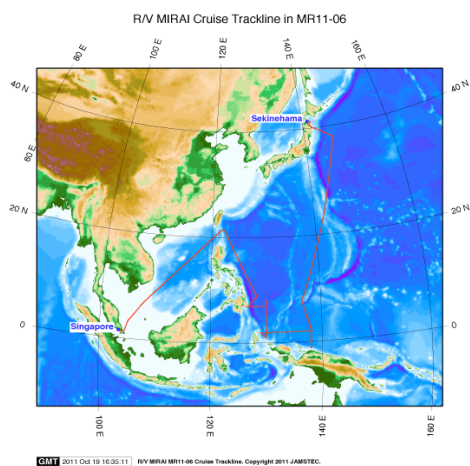 R/V MIRAI Cruise Trackline in MR11-06
80 E
100 E
120 E
140 E
160 E
40 N
40 N
60 E
Sekinehama
20 N
20 N
0
0
Singapore
100 E
120 E
140 E
160 E
GMT 2011 Oct 19 16:35:11 R/V MIRAI MR11-06 Cruise Trackline. Copyright 2011 JAMSTEC.